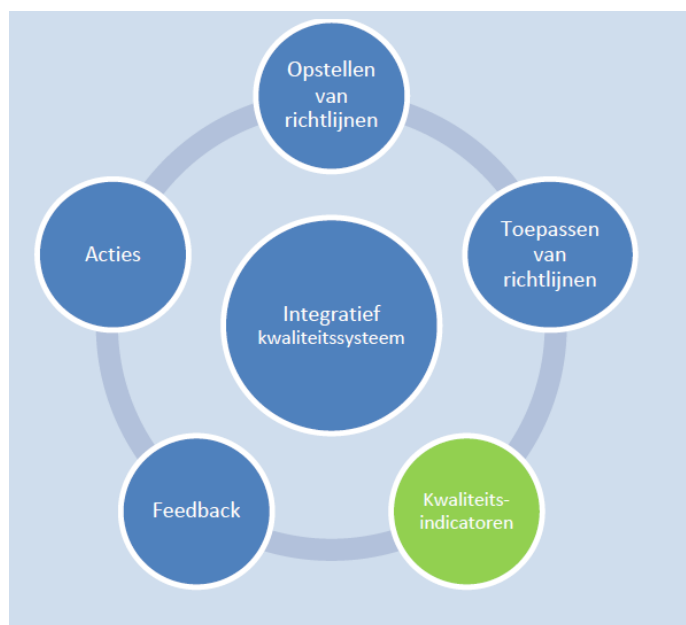 Opstellen
van
richtlijnen
Toepassen
van
richtlijnen
Acties
Integratief
kwaliteitssysteem
Kwaliteits-
indicatoren
Feedback